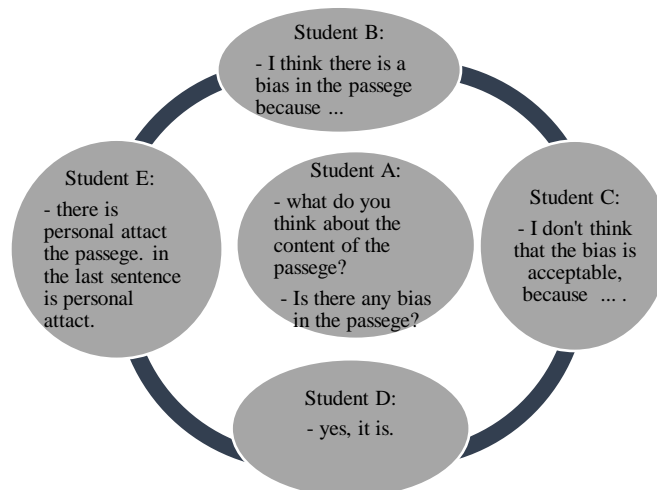 Student B:
- I think there is a
bias in the passege
because ...
Student E:
- there is
personal attact
the passege. in
the last sentence
is personal
attact.
Student A:
- what do you
think about the
content of the
passege?
- Is there any bias
in the passege?
Student C:
- I don't think
that the bias is
acceptable,
because ... .
Student D:
- yes, it is.